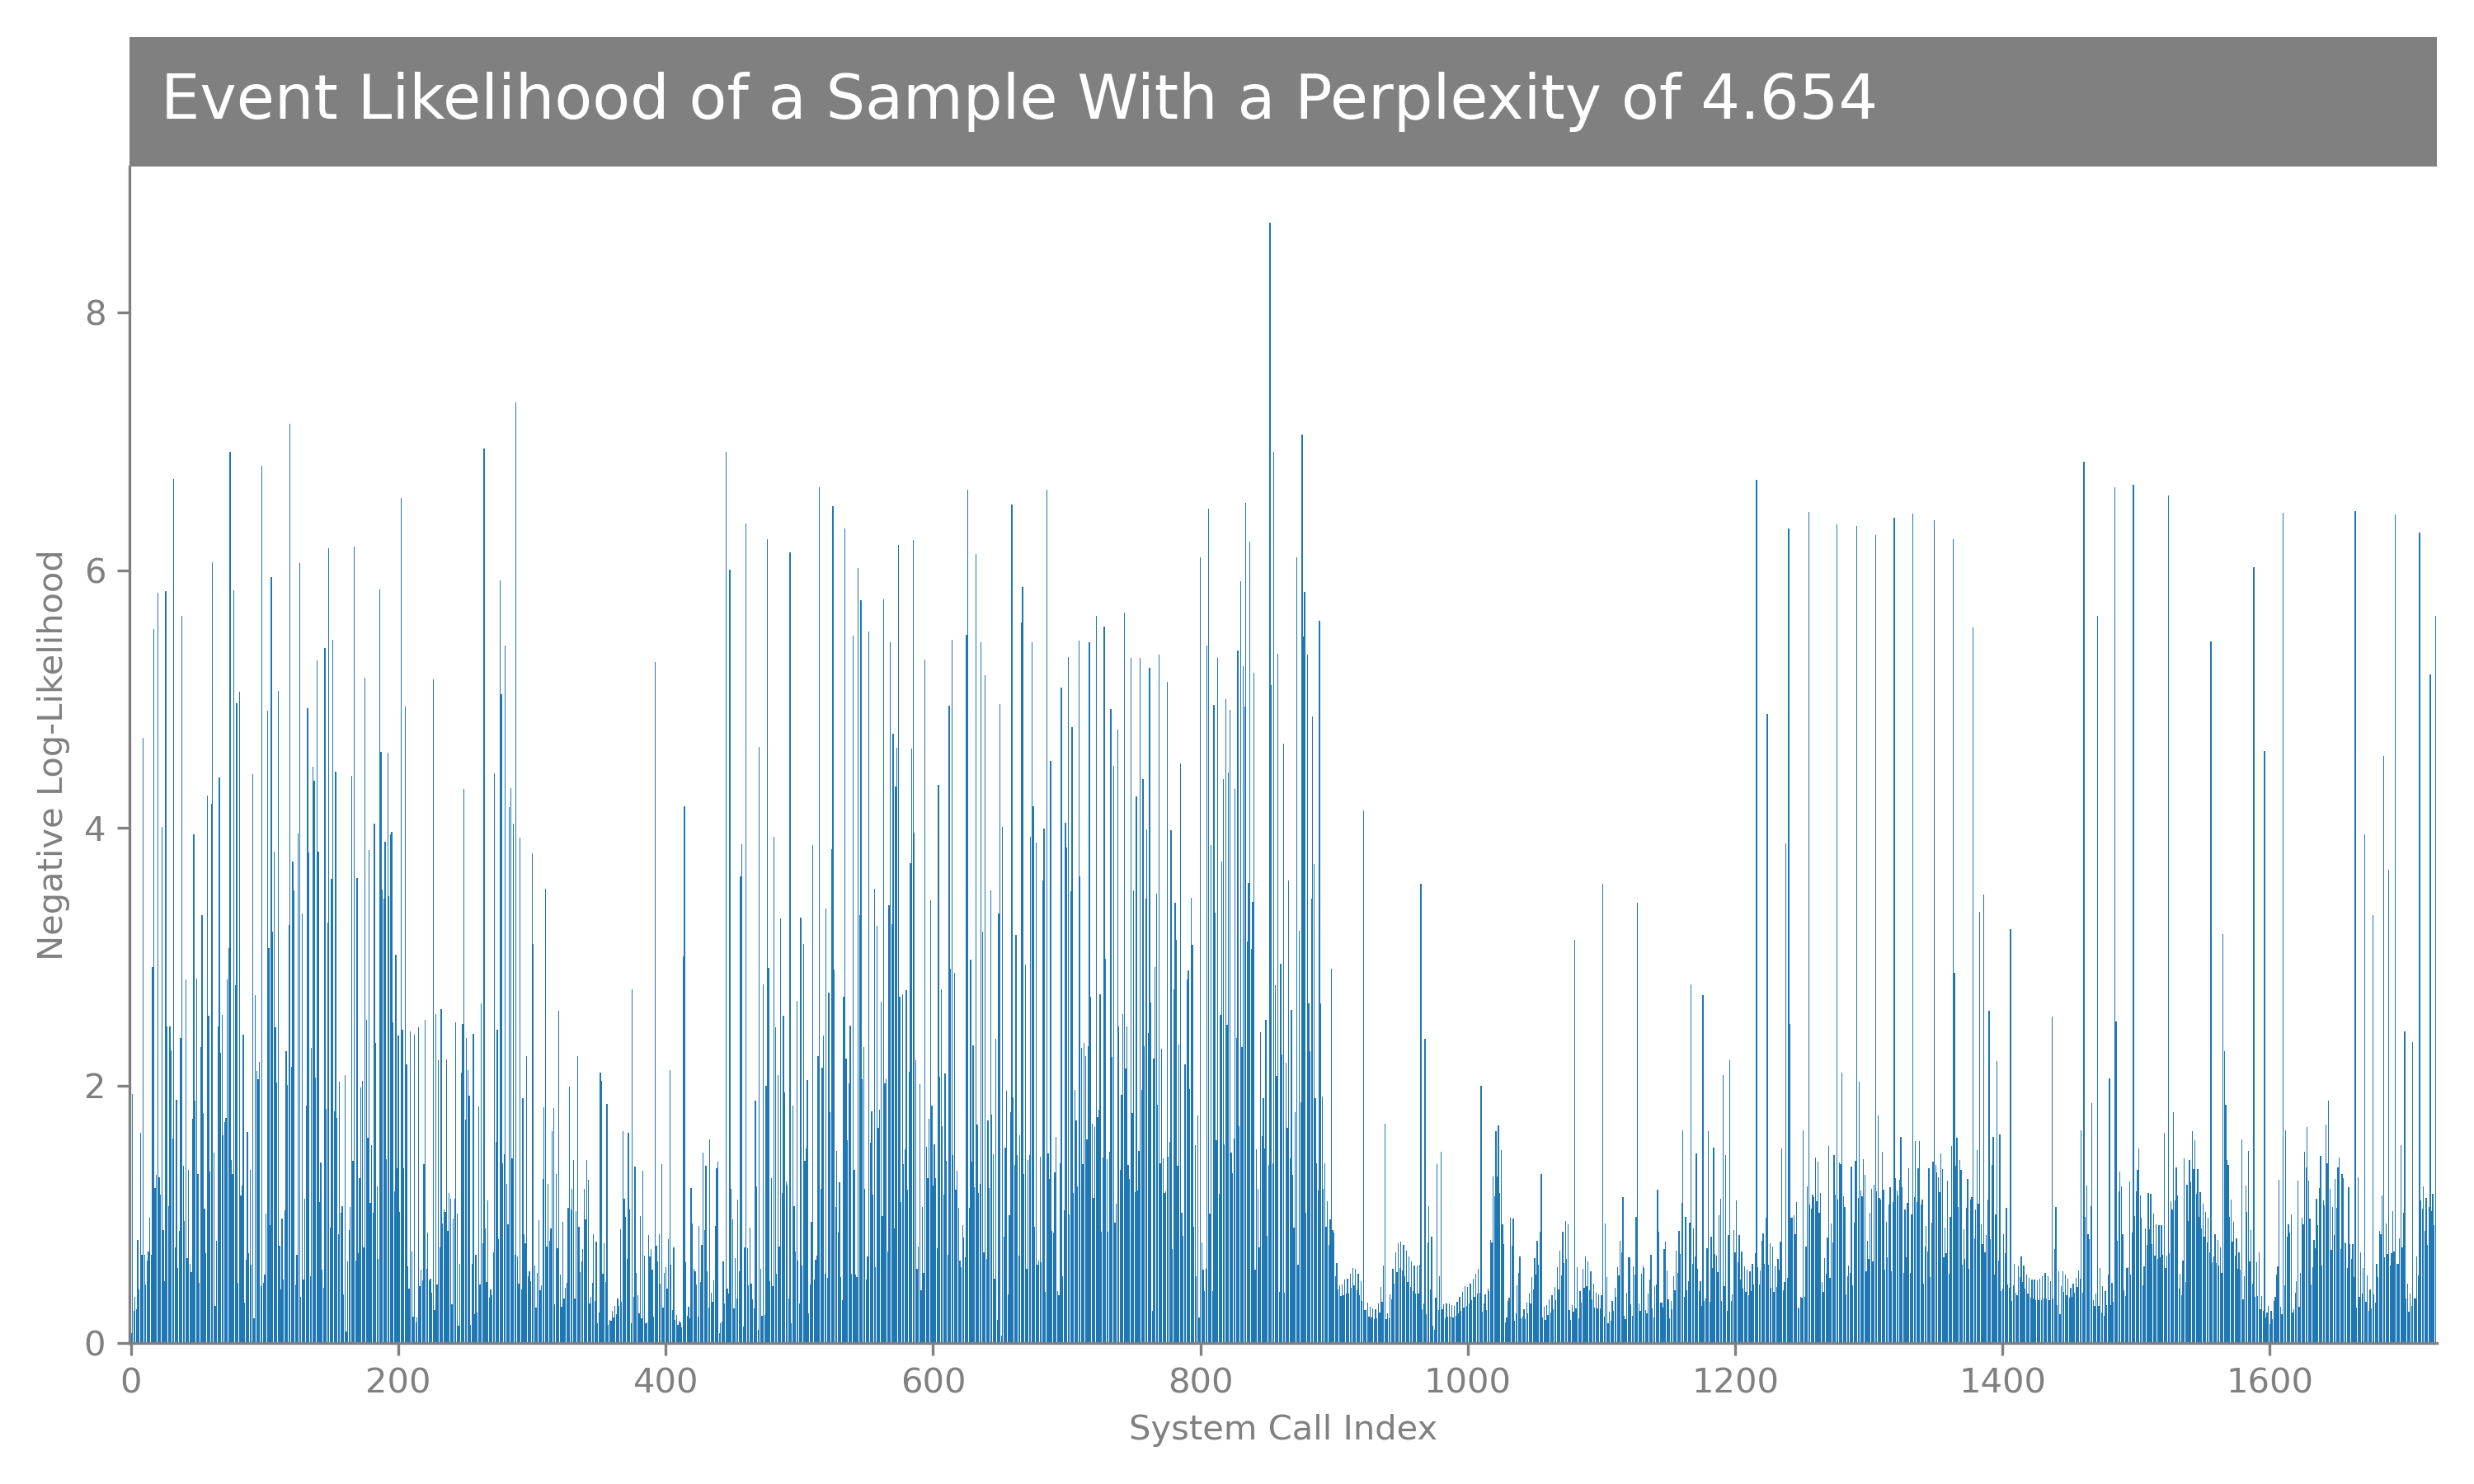 Event Likelihood of a Sample With a Perplexity of 4.654
8
6
4
2
0
Negative Log-Likelihood
0 200 400 600 800 1000 1200 1400 1600
System Call Index